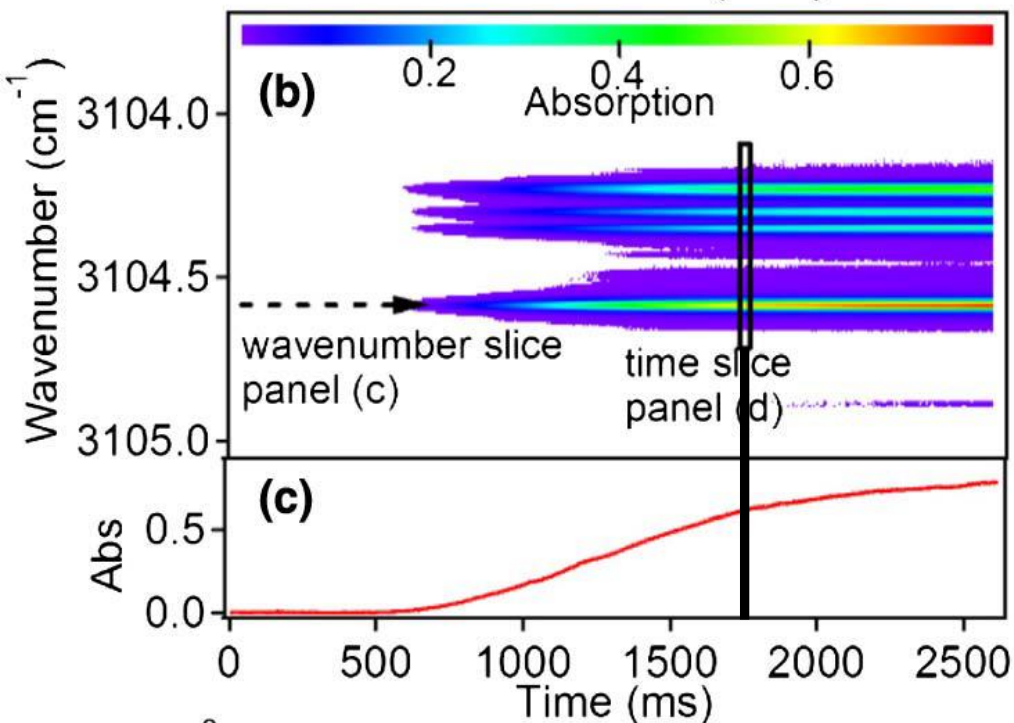 (b)
0.2 0.4 0.6
Absorption
Wavenumber (cm⁻¹)
3104.0
3104.5
3105.0
wavenumber slice
panel (c)
time slice
panel (d)
(c)
Abs
0.5
0.0
0 500 1000 1500 2000 2500
Time (ms)